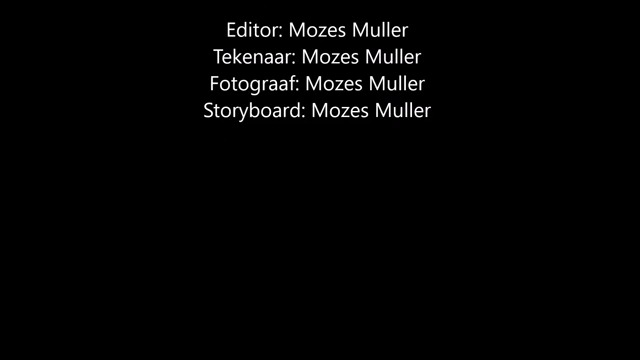 Editor: Mozes Muller
Tekenaar: Mozes Muller
Fotograaf: Mozes Muller
Storyboard: Mozes Muller